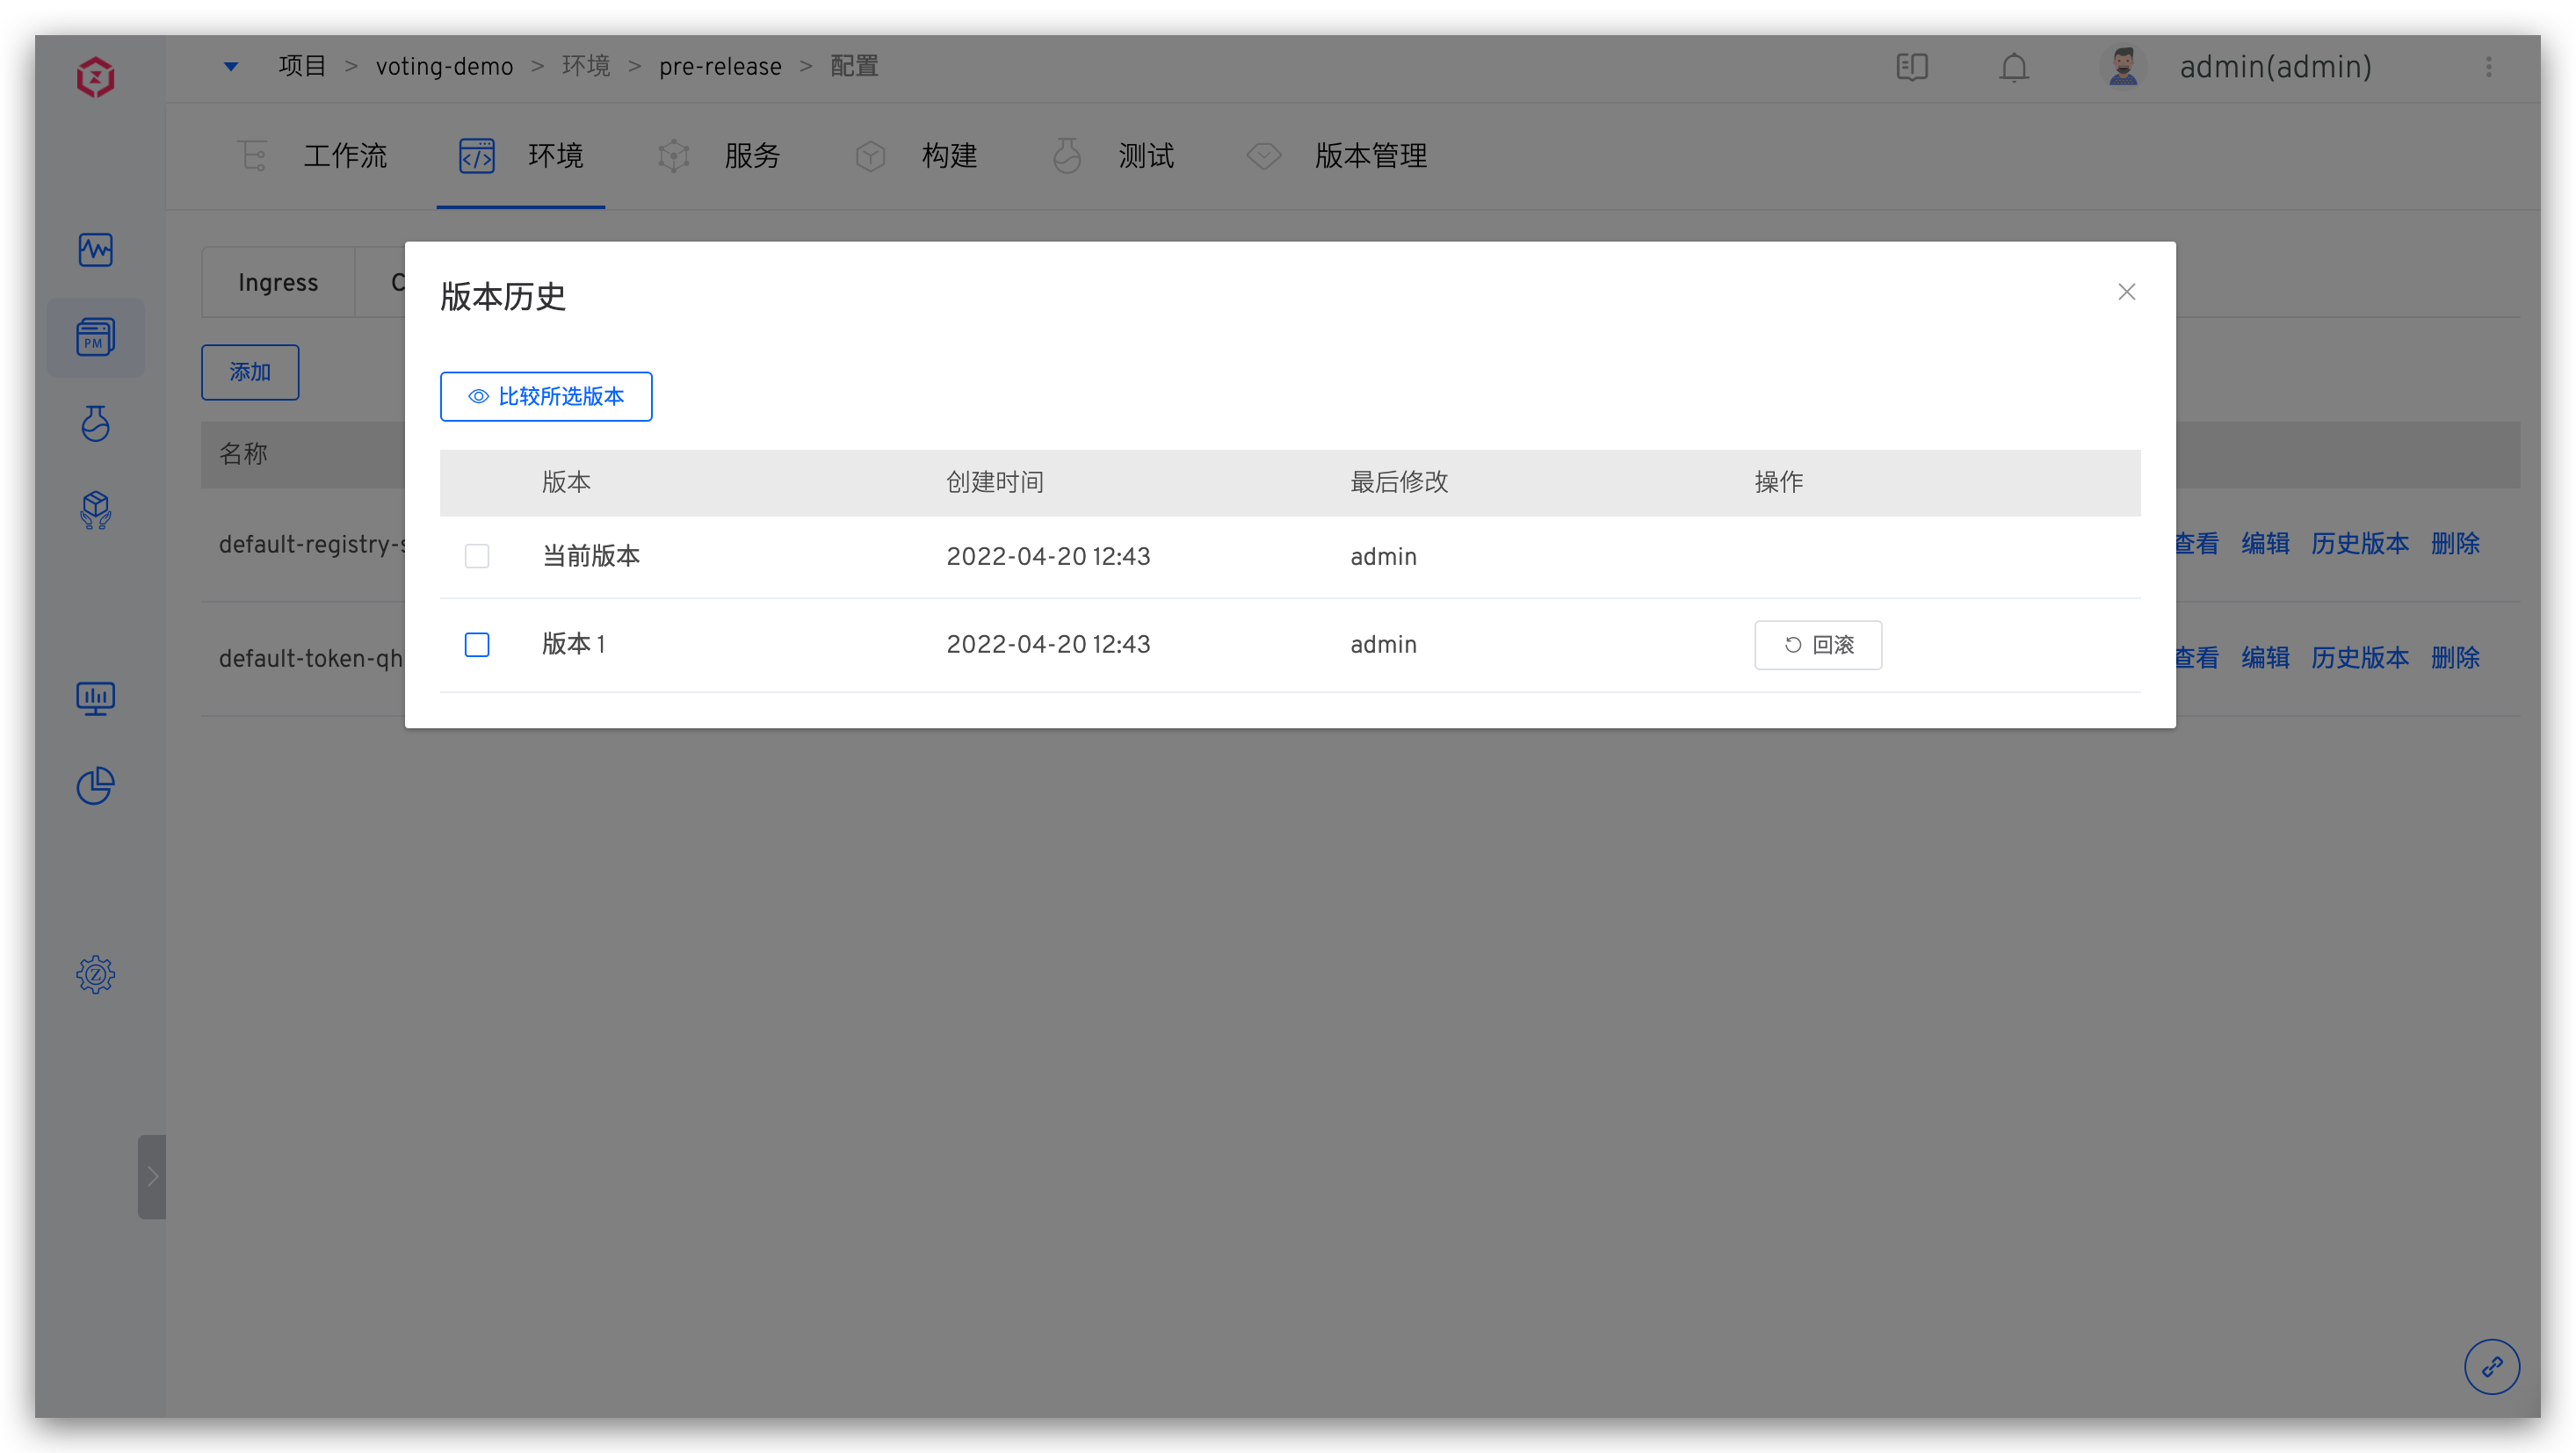 项目 > voting-demo > 环境 > pre-release > 配置
admin(admin)
工作流 环境 服务 构建 测试 版本管理
PM
Ingress C
添加
名称
版本历史
比较所选版本
版本 创建时间 最后修改 操作
当前版本 2022-04-20 12:43 admin
版本 1 2022-04-20 12:43 admin 回滚
default-registry-s 查看 编辑 历史版本 删除
default-token-qh 查看 编辑 历史版本 删除